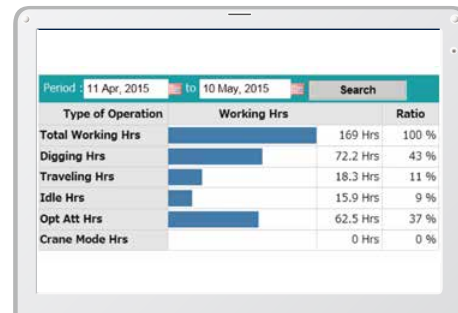 Period : 11 Apr, 2015 to 10 May, 2015 Search
Type of Operation Working Hrs Ratio
Total Working Hrs 169 Hrs 100 %
Digging Hrs 72.2 Hrs 43 %
Traveling Hrs 18.3 Hrs 11 %
Idle Hrs 15.9 Hrs 9 %
Opt Att Hrs 62.5 Hrs 37 %
Crane Mode Hrs 0 Hrs 0 %